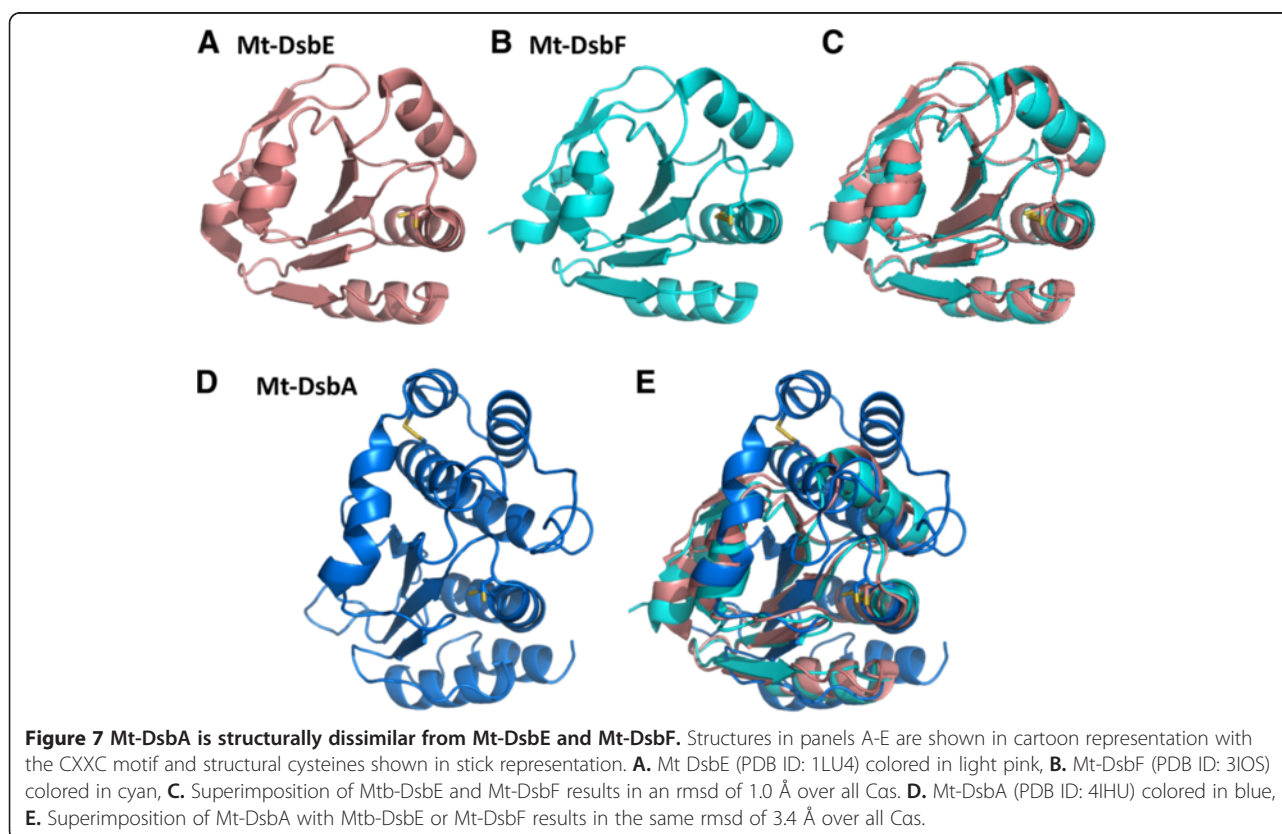 A Mt-DsbE
B Mt-DsbF
C
D Mt-DsbA
E
Figure 7 Mt-DsbA is structurally dissimilar from Mt-DsbE and Mt-DsbF. Structures in panels A-E are shown in cartoon representation with
the CXXC motif and structural cysteines shown in stick representation. A. Mt DsbE (PDB ID: 1LU4) colored in light pink, B. Mt-DsbF (PDB ID: 3IOS)
colored in cyan, C. Superimposition of Mtb-DsbE and Mt-DsbF results in an rmsd of 1.0 Å over all Cαs. D. Mt-DsbA (PDB ID: 4IHU) colored in blue,
E. Superimposition of Mt-DsbA with Mtb-DsbE or Mt-DsbF results in the same rmsd of 3.4 Å over all Cαs.